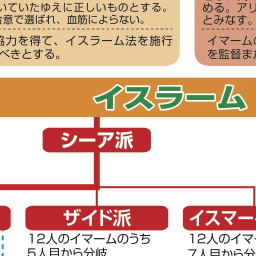 いていたゆえに正しいものとする。
合意で選ばれ、血筋によらない。
協力を得て、イスラーム法を施行
べきとする。
める。アリ
とみなす。
イマームの
を監督また
イスラーム
シーア派
ザイド派
12人のイマームのうち
5人目から分岐
イスマー
12人のイマ
7人目から分